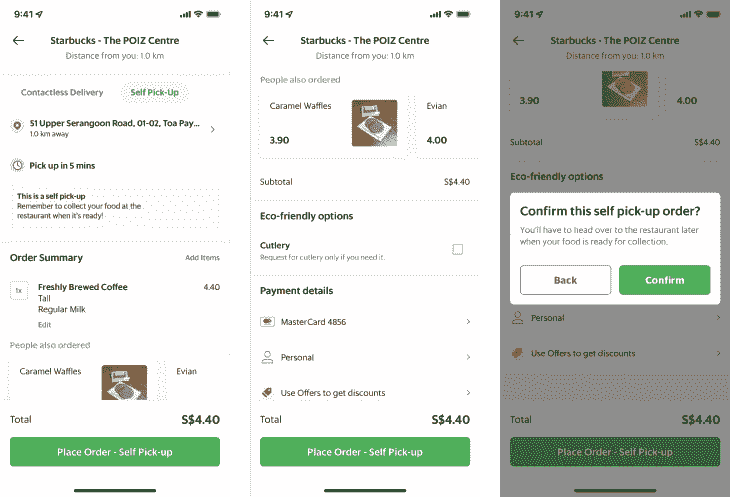 9:41
Starbucks - The POIZ Centre
Distance from you: 1.0 km
Contactless Delivery
Self Pick-Up
51 Upper Serangoon Road, 01-02, Toa Pay...
1.0 km away
Pick up in 5 mins
This is a self pick-up
Remember to collect your food at the
restaurant when it's ready!
Order Summary
Add Items
1x
Freshly Brewed Coffee
4.40
Tall
Regular Milk
Edit
People also ordered
Caramel Waffles
Evian
Total
S$4.40
Place Order - Self Pick-up
9:41
Starbucks - The POIZ Centre
Distance from you: 1.0 km
People also ordered
Caramel Waffles
Evian
3.90
4.00
Subtotal
S$4.40
Eco-friendly options
Cutlery
Request for cutlery only if you need it.
Payment details
MasterCard 4856
Personal
Use Offers to get discounts
Total
S$4.40
Place Order - Self Pick-up
9:41
Starbucks - The POIZ Centre
Distance from you: 1.0 km
3.90
4.00
Subtotal
S$4.40
Eco-friendly options
Confirm this self pick-up order?
You'll have to head over to the restaurant later
when your food is ready for collection.
Back
Confirm
Personal
Use Offers to get discounts
Total
S$4.40
Place Order - Self Pick-up